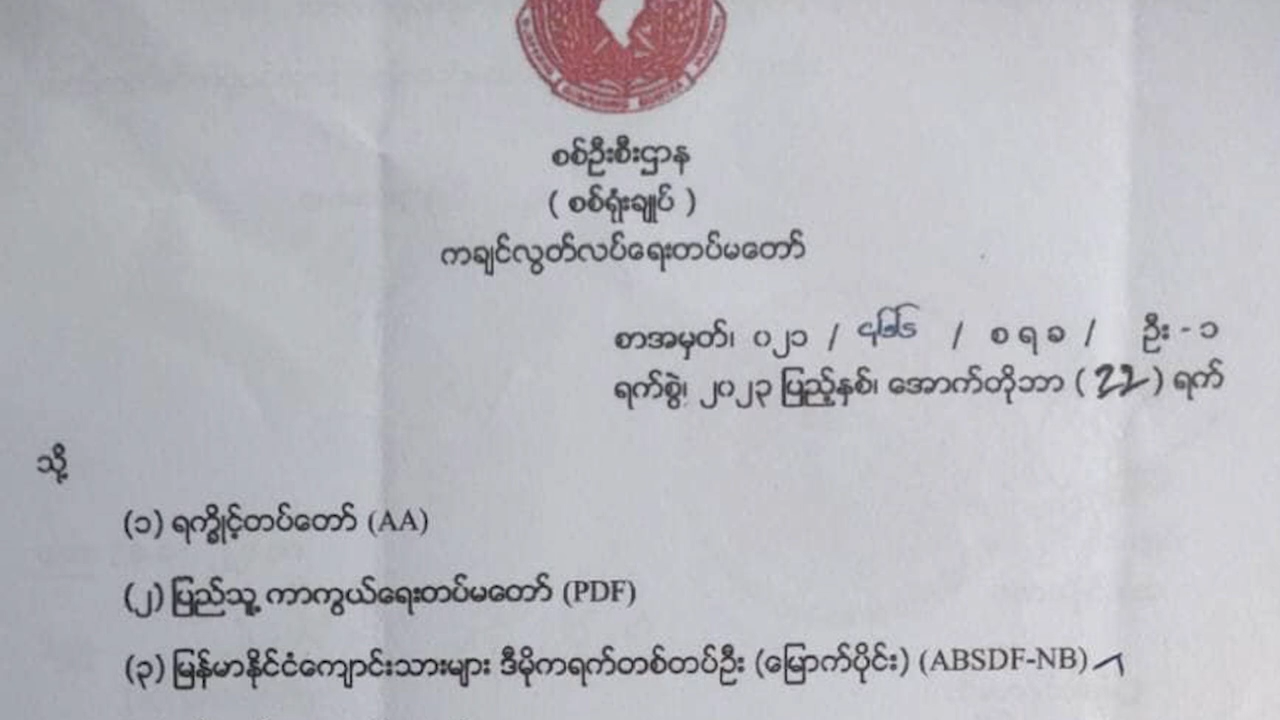 စစ်ဦးစီးဌာန
( စစ်ရုံးချုပ် )
ကချင်လွတ်လပ်ရေးတပ်မတော်
စာအမှတ်၊ ၀၂၁ / / စ ရ ခ / ဦး - ၁
ရက်စွဲ၊ ၂၀၂၃ ပြည့်နှစ်၊ အောက်တိုဘာ ( 22 ) ရက်
သို့
(၁) ရက္ခိုင့်တပ်တော် (AA)
(၂) ပြည်သူ့ ကာကွယ်ရေးတပ်မတော် (PDF)
(၃) မြန်မာနိုင်ငံကျောင်းသားများ ဒီမိုကရက်တစ်တပ်ဦး (မြောက်ပိုင်း) (ABSDF-NB)